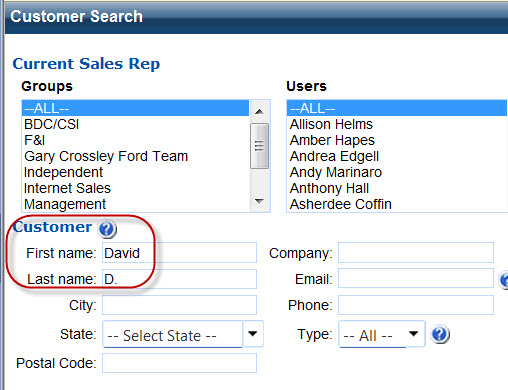 Customer Search
Current Sales Rep
Groups Users
--ALL-- --ALL--
BDC/CSI Allison Helms
F&I Amber Hapes
Gary Crossley Ford Team Andrea Edgell
Independent Andy Marinaro
Internet Sales Anthony Hall
Management Asherdee Coffin
Customer ?
First name: David Company:
Last name: D. Email: ?
City: Phone:
State: -- Select State -- Type: -- All -- ?
Postal Code: